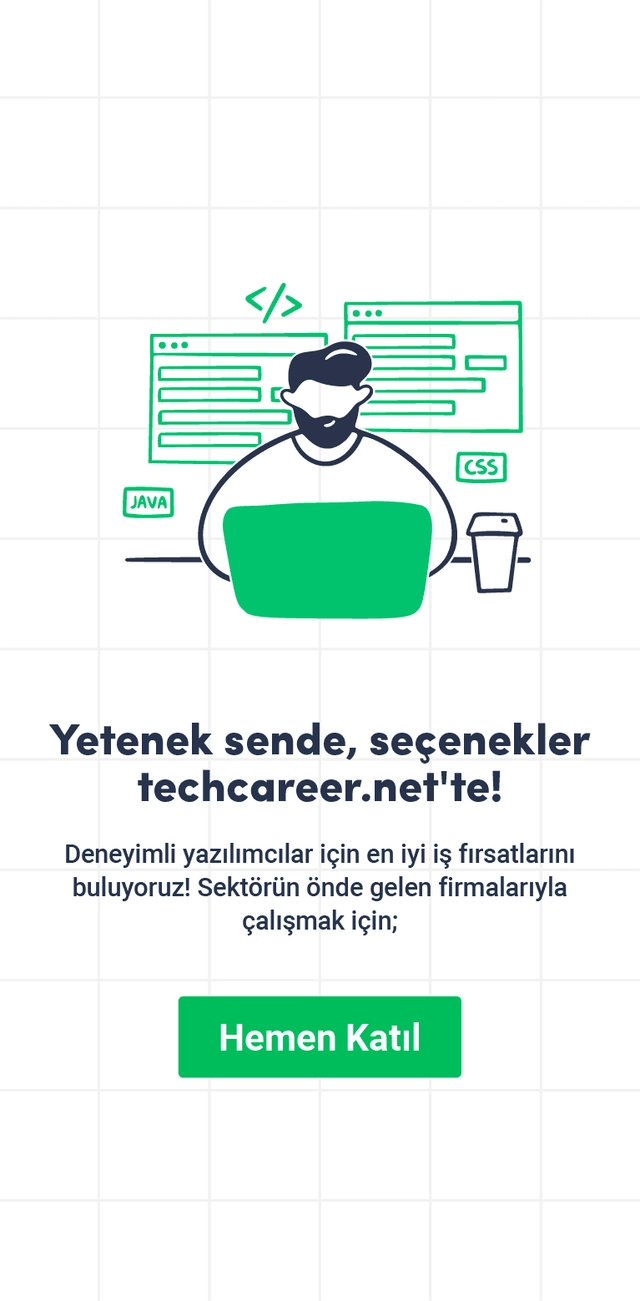 </>
CSS
JAVA
Yetenek sende, seçenekler
techcareer.net'te!
Deneyimli yazılımcılar için en iyi iş fırsatlarını
buluyoruz! Sektörün önde gelen firmalarıyla
çalışmak için;
Hemen Katıl